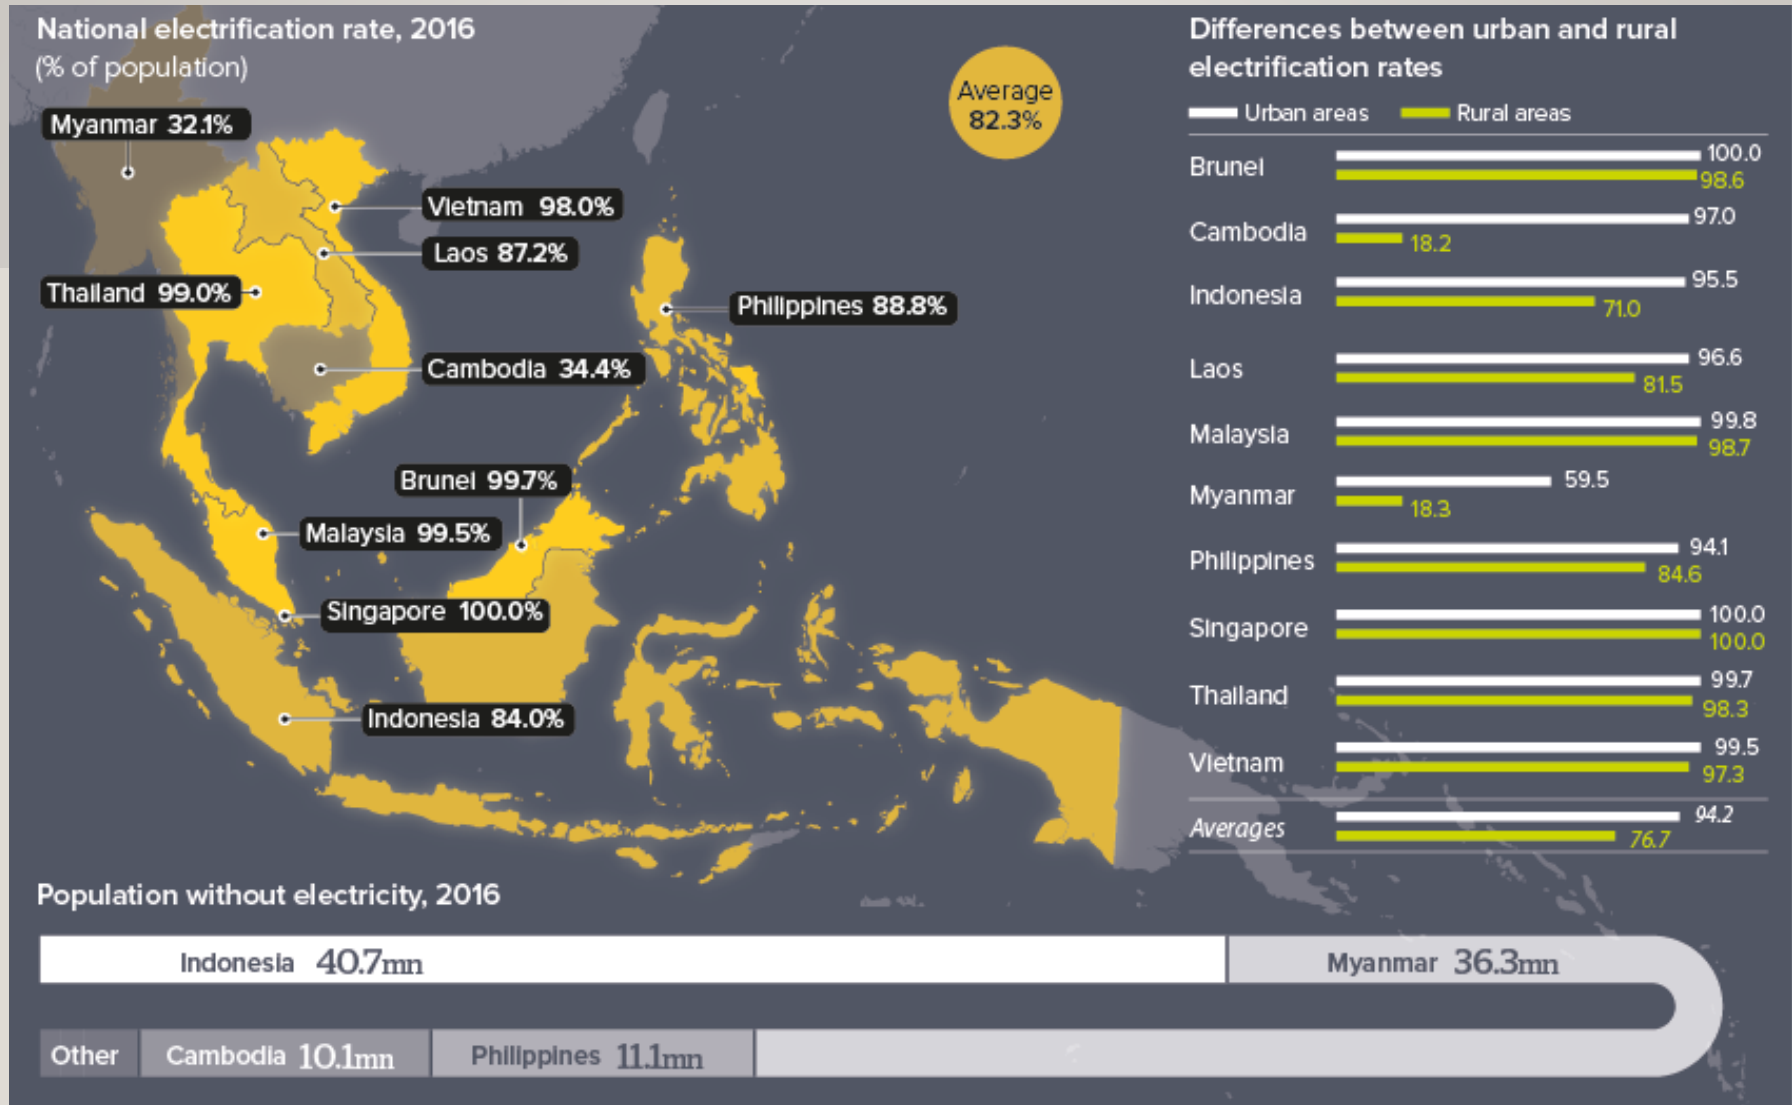 National electrification rate, 2016
(% of population)
Average
82.3%
Myanmar 32.1%
Vietnam 98.0%
Laos 87.2%
Thailand 99.0%
Philippines 88.8%
Cambodia 34.4%
Brunei 99.7%
Malaysia 99.5%
Singapore 100.0%
Indonesia 84.0%
Differences between urban and rural
electrification rates
Urban areas Rural areas
Brunei 100.0
98.6
Cambodia 97.0
18.2
Indonesia 95.5
71.0
Laos 96.6
81.5
Malaysia 99.8
98.7
Myanmar 59.5
18.3
Philippines 94.1
84.6
Singapore 100.0
100.0
Thailand 99.7
98.3
Vietnam 99.5
97.3
Averages 94.2
76.7
Population without electricity, 2016
Indonesia 40.7mn Myanmar 36.3mn
Other Cambodia 10.1mn Philippines 11.1mn